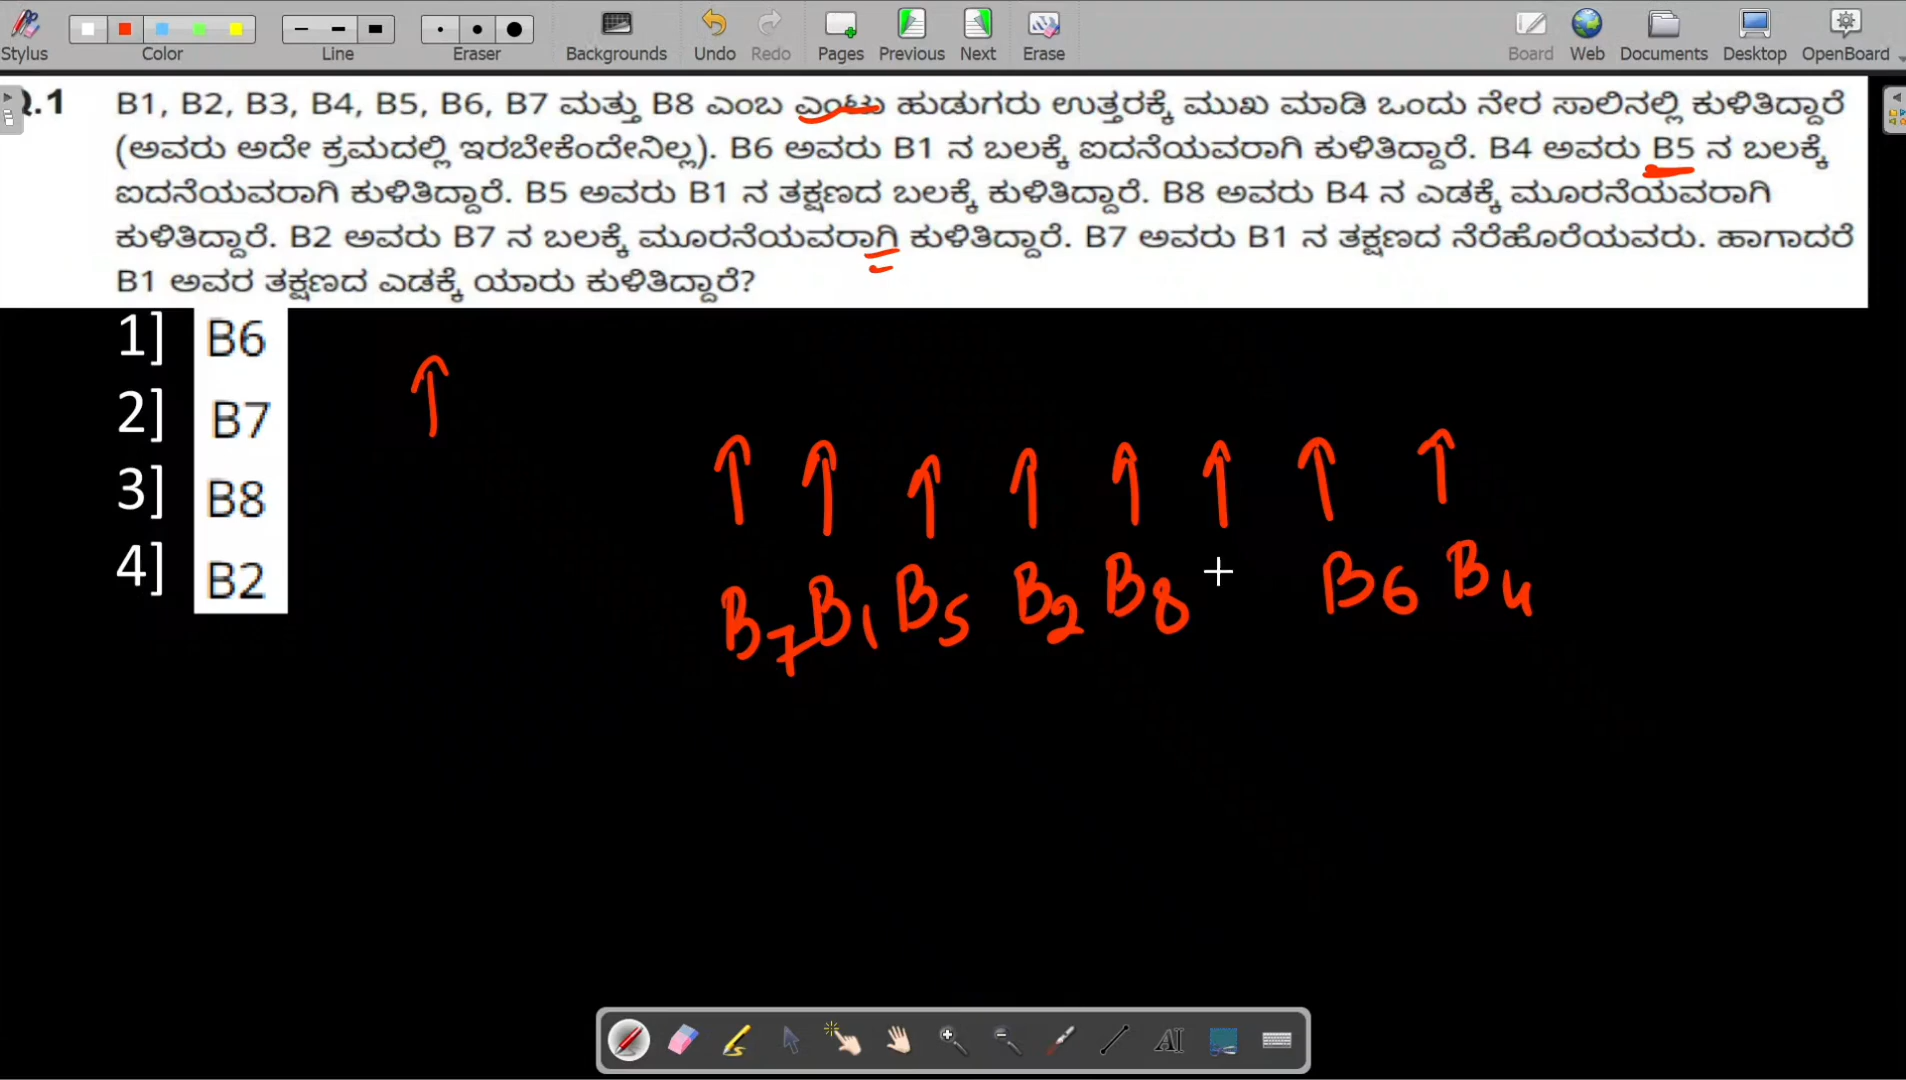 Stylus
Color
Line
Eraser
Backgrounds
Undo
Redo
Pages
Previous
Next
Erase
Board
Web
Documents
Desktop
OpenBoard
Q.1 B1, B2, B3, B4, B5, B6, B7 ಮತ್ತು B8 ಎಂಬ ಎಂಟು ಹುಡುಗರು ಉತ್ತರಕ್ಕೆ ಮುಖ ಮಾಡಿ ಒಂದು ನೇರ ಸಾಲಿನಲ್ಲಿ ಕುಳಿತಿದ್ದಾರೆ
(ಅವರು ಅದೇ ಕ್ರಮದಲ್ಲಿ ಇರಬೇಕೆಂದೇನಿಲ್ಲ). B6 ಅವರು B1 ನ ಬಲಕ್ಕೆ ಐದನೆಯವರಾಗಿ ಕುಳಿತಿದ್ದಾರೆ. B4 ಅವರು B5 ನ ಬಲಕ್ಕೆ
ಐದನೆಯವರಾಗಿ ಕುಳಿತಿದ್ದಾರೆ. B5 ಅವರು B1 ನ ತಕ್ಷಣದ ಬಲಕ್ಕೆ ಕುಳಿತಿದ್ದಾರೆ. B8 ಅವರು B4 ನ ಎಡಕ್ಕೆ ಮೂರನೆಯವರಾಗಿ
ಕುಳಿತಿದ್ದಾರೆ. B2 ಅವರು B7 ನ ಬಲಕ್ಕೆ ಮೂರನೆಯವರಾಗಿ ಕುಳಿತಿದ್ದಾರೆ. B7 ಅವರು B1 ನ ತಕ್ಷಣದ ನೆರೆಹೊರೆಯವರು. ಹಾಗಾದರೆ
B1 ಅವರ ತಕ್ಷಣದ ಎಡಕ್ಕೆ ಯಾರು ಕುಳಿತಿದ್ದಾರೆ?
1] B6
2] B7
3] B8
4] B2
B7 B1 B5 B2 B8 B6 B4